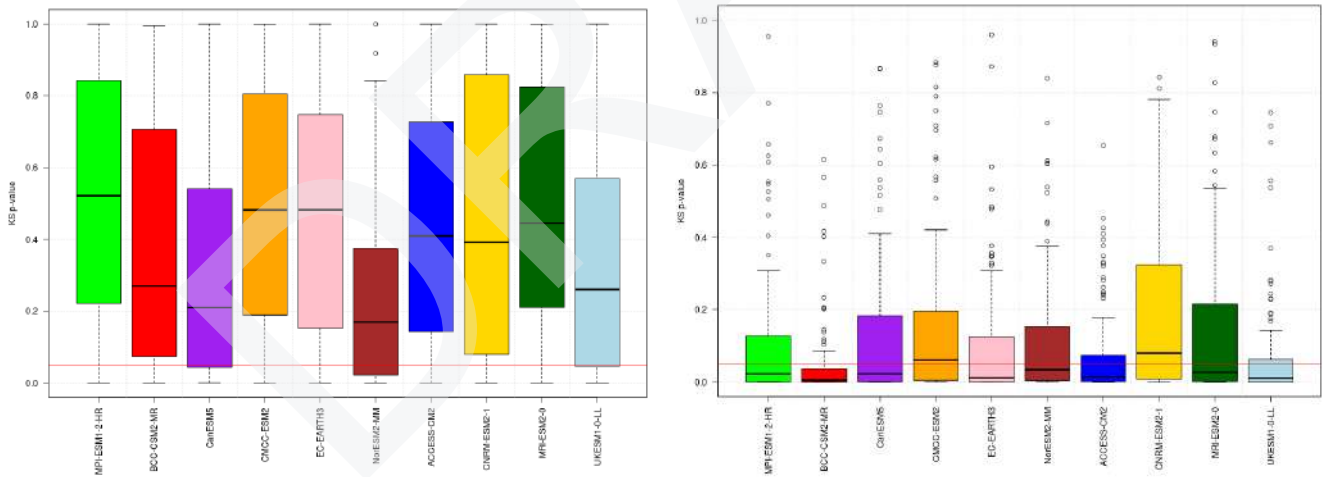 1.0
0.8
0.6
0.4
0.2
0.0
KS p-value
MPI-ESM1-2-HR
BCC-CSM2-MR
CanESM5
CMCC-ESM2
EC-EARTH3
NorESM2-MM
ACCESS-CM2
CNRM-ESM2-1
MRI-ESM2-0
UKESM1-0-LL
1.0
0.8
0.6
0.4
0.2
0.0
KS p-value
MPI-ESM1-2-HR
BCC-CSM2-MR
CanESM5
CMCC-ESM2
EC-EARTH3
NorESM2-MM
ACCESS-CM2
CNRM-ESM2-1
MRI-ESM2-0
UKESM1-0-LL